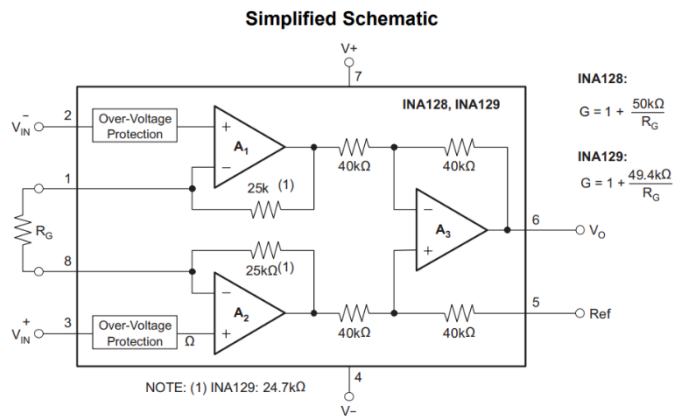 Simplified Schematic
V+
7
INA128:
G = 1 + 50kΩ
RG
INA128, INA129
INA129:
G = 1 + 49.4kΩ
RG
2
V−IN
Over-Voltage
Protection
+
A1
−
40kΩ
40kΩ
1
25k (1)
RG
−
A3
+
6
VO
8
25kΩ(1)
−
A2
+
5
Ref
3
V+IN
Over-Voltage
Protection
Ω
40kΩ
40kΩ
4
NOTE: (1) INA129: 24.7kΩ
V−